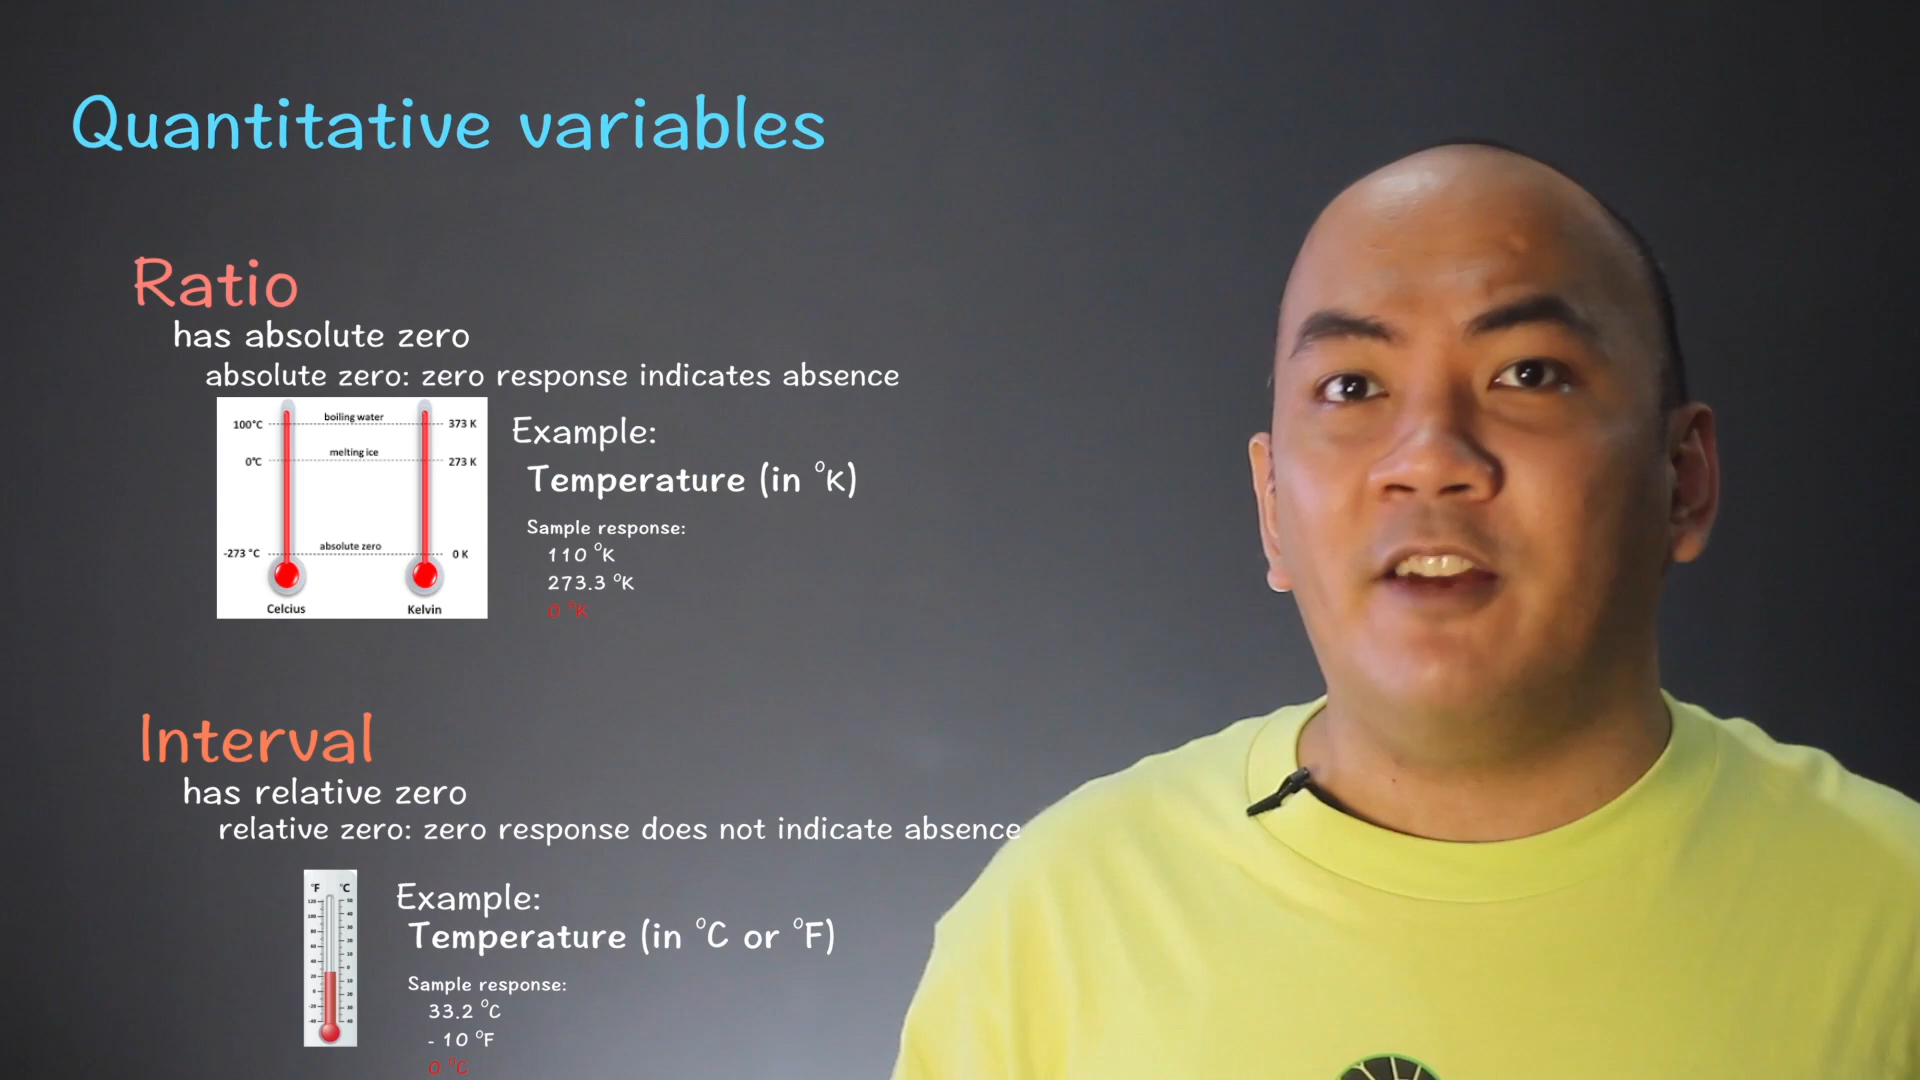 Quantitative variables
Ratio
has absolute zero
absolute zero: zero response indicates absence
boiling water
100°C
373 K
melting ice
0°C
273 K
absolute zero
-273 °C
0 K
Celcius
Kelvin
Example:
Temperature (in °K)
Sample response:
110 °K
273.3 °K
0 °K
Interval
has relative zero
relative zero: zero response does not indicate absence
°F °C
Example:
Temperature (in °C or °F)
Sample response:
33.2 °C
- 10 °F
0 °C